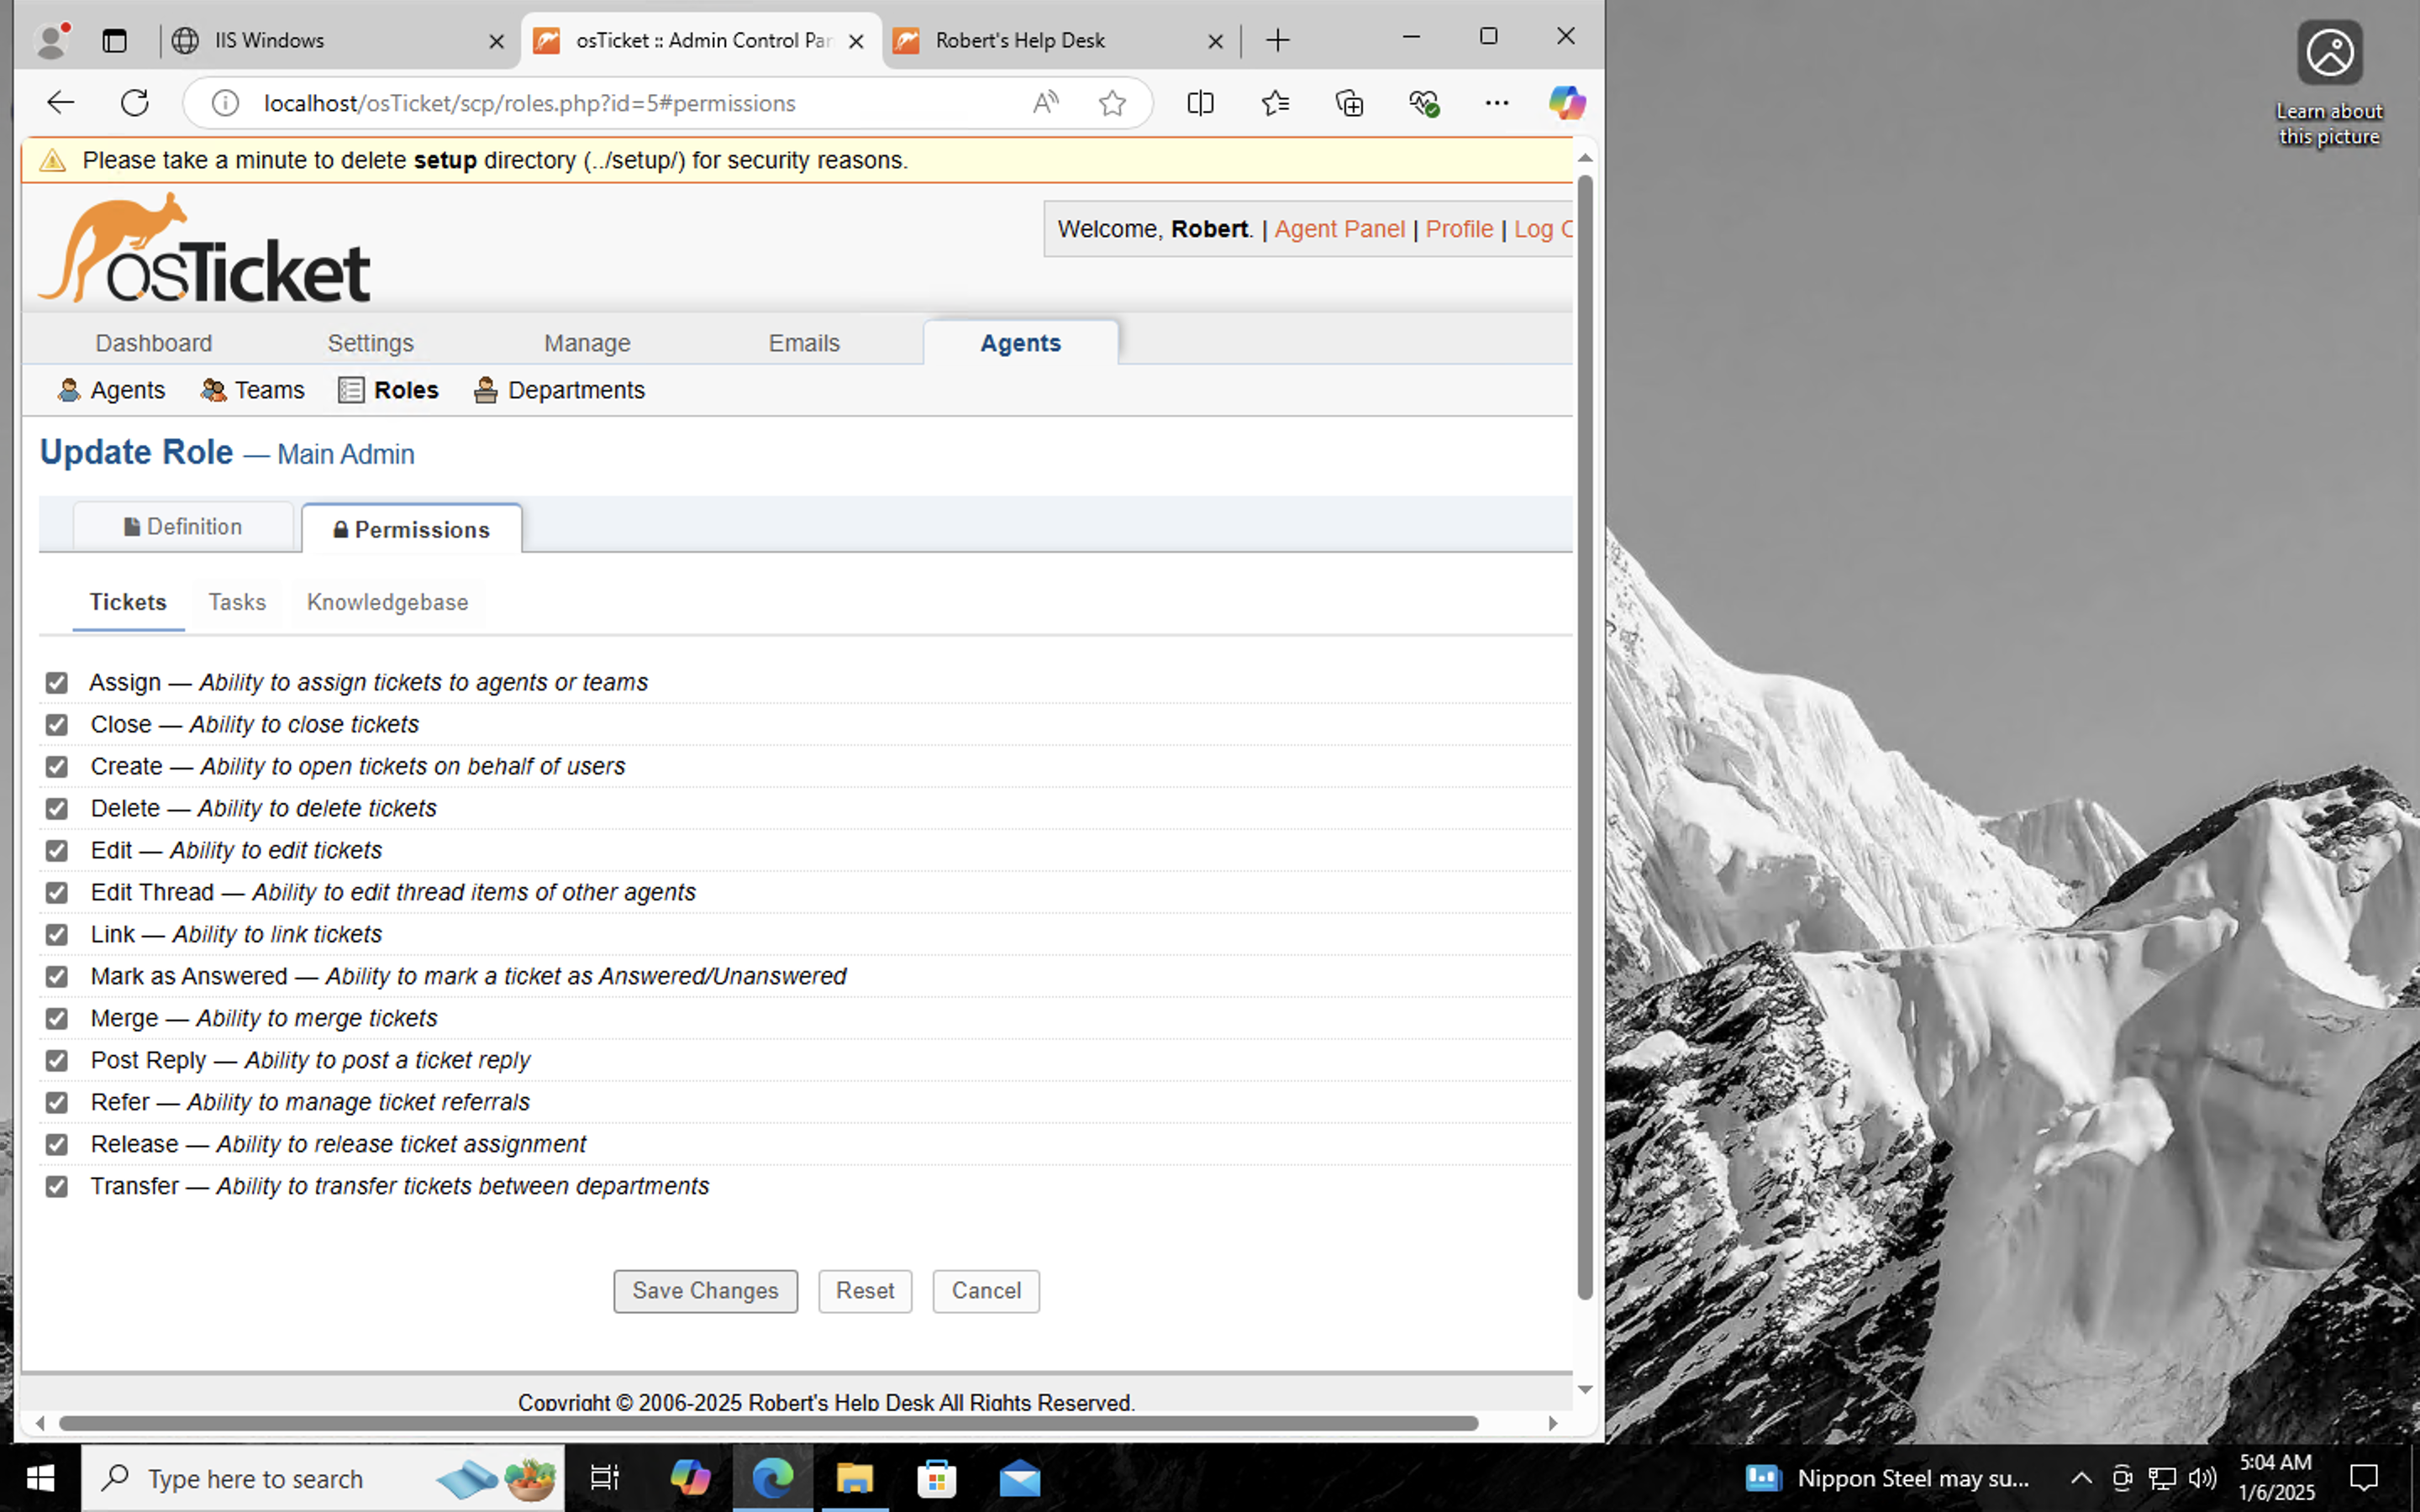 IIS Windows
osTicket :: Admin Control Pan
Robert's Help Desk
localhost/osTicket/scp/roles.php?id=5#permissions
Please take a minute to delete setup directory (../setup/) for security reasons.
osTicket
Welcome, Robert. | Agent Panel | Profile | Log O
Dashboard Settings Manage Emails Agents
Agents Teams Roles Departments
Update Role — Main Admin
Definition Permissions
Tickets Tasks Knowledgebase
Assign — Ability to assign tickets to agents or teams
Close — Ability to close tickets
Create — Ability to open tickets on behalf of users
Delete — Ability to delete tickets
Edit — Ability to edit tickets
Edit Thread — Ability to edit thread items of other agents
Link — Ability to link tickets
Mark as Answered — Ability to mark a ticket as Answered/Unanswered
Merge — Ability to merge tickets
Post Reply — Ability to post a ticket reply
Refer — Ability to manage ticket referrals
Release — Ability to release ticket assignment
Transfer — Ability to transfer tickets between departments
Save Changes Reset Cancel
Copyright © 2006-2025 Robert's Help Desk All Rights Reserved.
Learn about
this picture
Type here to search
Nippon Steel may su...
5:04 AM
1/6/2025